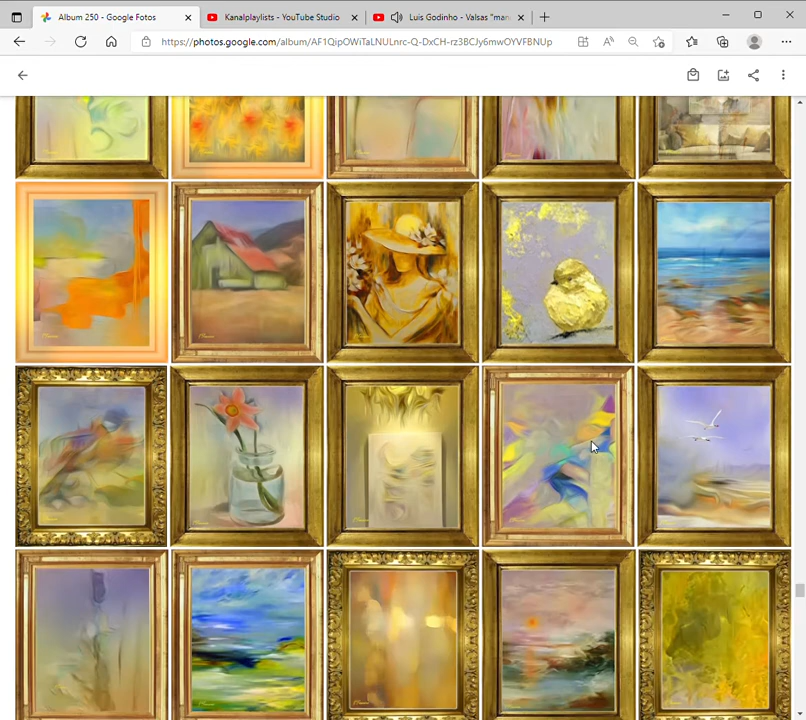 Album 250 - Google Fotos
Kanalplaylists - YouTube Studio
Luis Godinho - Valsas "man
https://photos.google.com/album/AF1QipOWiTaLNULnrc-Q-DxCH-rz3BCJy6mwOYVFBNUp